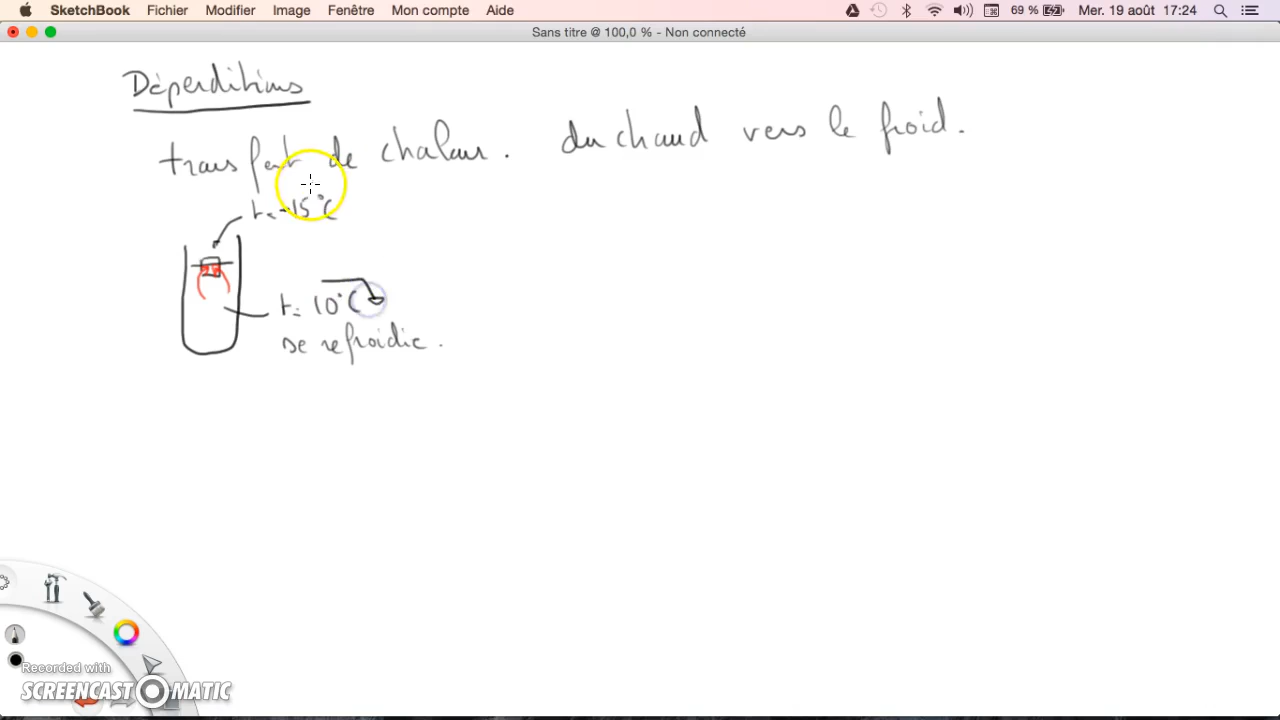 SketchBook Fichier Modifier Image Fenêtre Mon compte Aide 69 % Mer. 19 août 17:24
Sans titre @ 100,0 % - Non connecté
Déperditions
transfert de chaleur. du chaud vers le froid.
t= -15°C
t= 10°C
se refroidir.
Recorded with
SCREENCAST MATIC